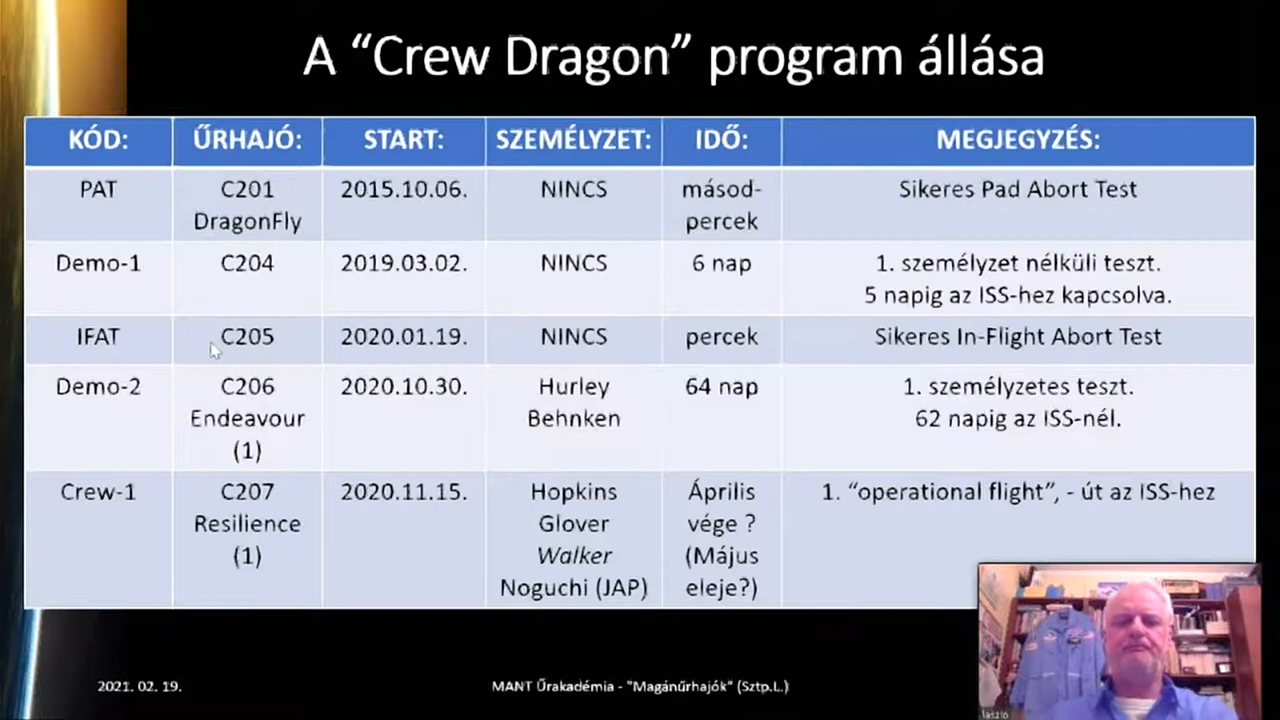 A “Crew Dragon” program állása
KÓD: ŰRHAJÓ: START: SZEMÉLYZET: IDŐ: MEGJEGYZÉS:
PAT C201 2015.10.06. NINCS másod- Sikeres Pad Abort Test
DragonFly percek
Demo-1 C204 2019.03.02. NINCS 6 nap 1. személyzet nélküli teszt.
5 napig az ISS-hez kapcsolva.
IFAT C205 2020.01.19. NINCS percek Sikeres In-Flight Abort Test
Demo-2 C206 2020.10.30. Hurley 64 nap 1. személyzetes teszt.
Endeavour Behnken 62 napig az ISS-nél.
(1)
Crew-1 C207 2020.11.15. Hopkins Április 1. “operational flight”, - út az ISS-hez
Resilience Glover vége ?
(1) Walker (Május
Noguchi (JAP) eleje?)
2021. 02. 19. MANT Űrakadémia - "Magánűrhajók" (Sztp.L.)
laszlo